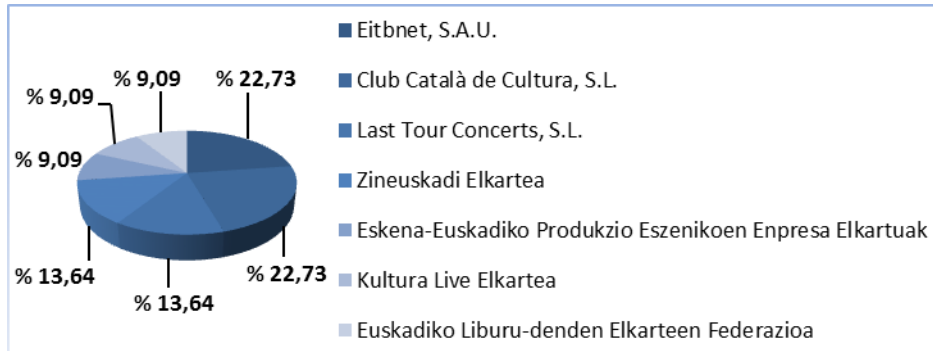 Eitbnet, S.A.U.
% 9,09
% 22,73
Club Català de Cultura, S.L.
% 9,09
Last Tour Concerts, S.L.
% 9,09
Zineuskadi Elkartea
Eskena-Euskadiko Produkzio Eszenikoen Enpresa Elkartuak
% 13,64
% 22,73
Kultura Live Elkartea
% 13,64
Euskadiko Liburu-denden Elkarteen Federazioa